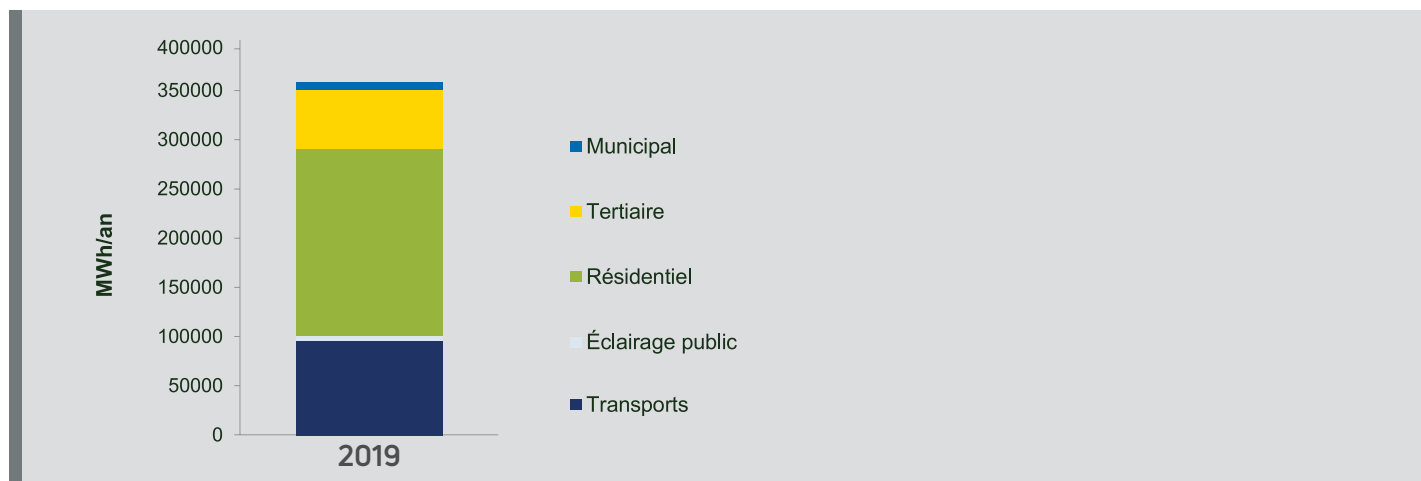 400000
350000
300000
250000
200000
150000
100000
50000
0
MWh/an
2019
Municipal
Tertiaire
Résidentiel
Éclairage public
Transports